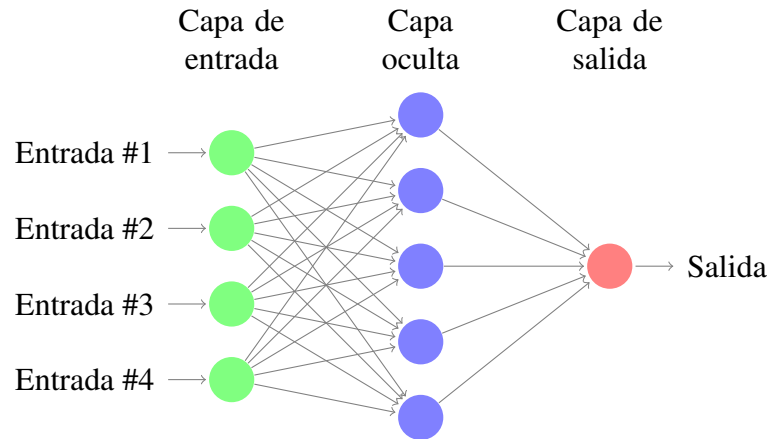 Capa de
entrada
Capa
oculta
Capa de
salida
Entrada #1
Entrada #2
Entrada #3
Entrada #4
Salida